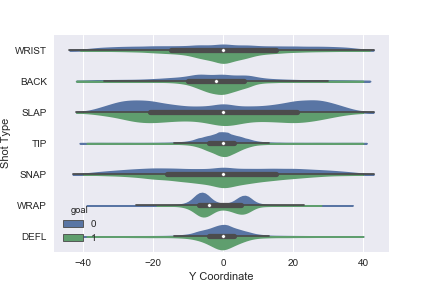 WRIST
BACK
SLAP
TIP
SNAP
WRAP
DEFL
Shot Type
goal
0
1
−40
−20
0
20
40
Y Coordinate